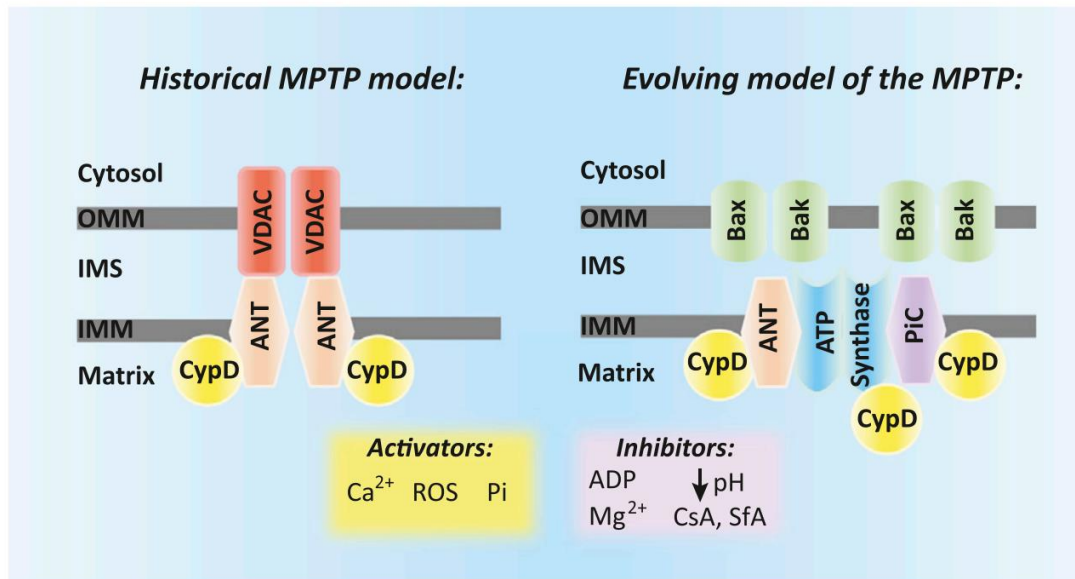 Historical MPTP model:
Cytosol
OMM
IMS
IMM
Matrix
VDAC
VDAC
ANT
ANT
CypD
CypD
Evolving model of the MPTP:
Cytosol
OMM
IMS
IMM
Matrix
Bax
Bak
Bax
Bak
ANT
ATP
Synthase
PiC
CypD
CypD
CypD
Activators:
Ca²⁺ ROS Pi
Inhibitors:
ADP ↓pH
Mg²⁺ CsA, SfA